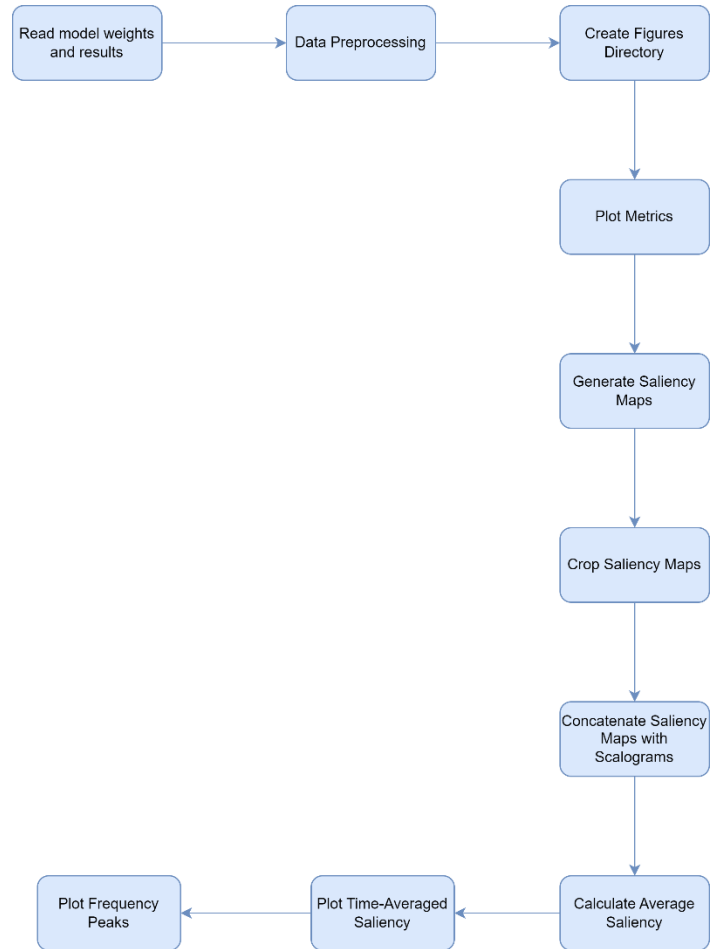 Read model weights
and results
Data Preprocessing
Create Figures
Directory
Plot Metrics
Generate Saliency
Maps
Crop Saliency Maps
Concatenate Saliency
Maps with
Scalograms
Calculate Average
Saliency
Plot Time-Averaged
Saliency
Plot Frequency
Peaks